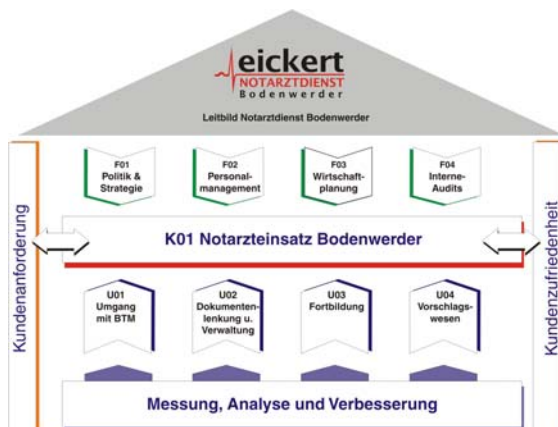 eickert
NOTARZTDIENST
Bodenwerder
Leitbild Notarztdienst Bodenwerder
Kundenanforderung
F01
Politik &
Strategie
F02
Personal-
management
F03
Wirtschaft-
planung
F04
Interne-
Audits
K01 Notarzteinsatz Bodenwerder
U01
Umgang
mit BTM
U02
Dokumenten-
lenkung u.
Verwaltung
U03
Fortbildung
U04
Vorschlags-
wesen
Messung, Analyse und Verbesserung
Kundenzufriedenheit